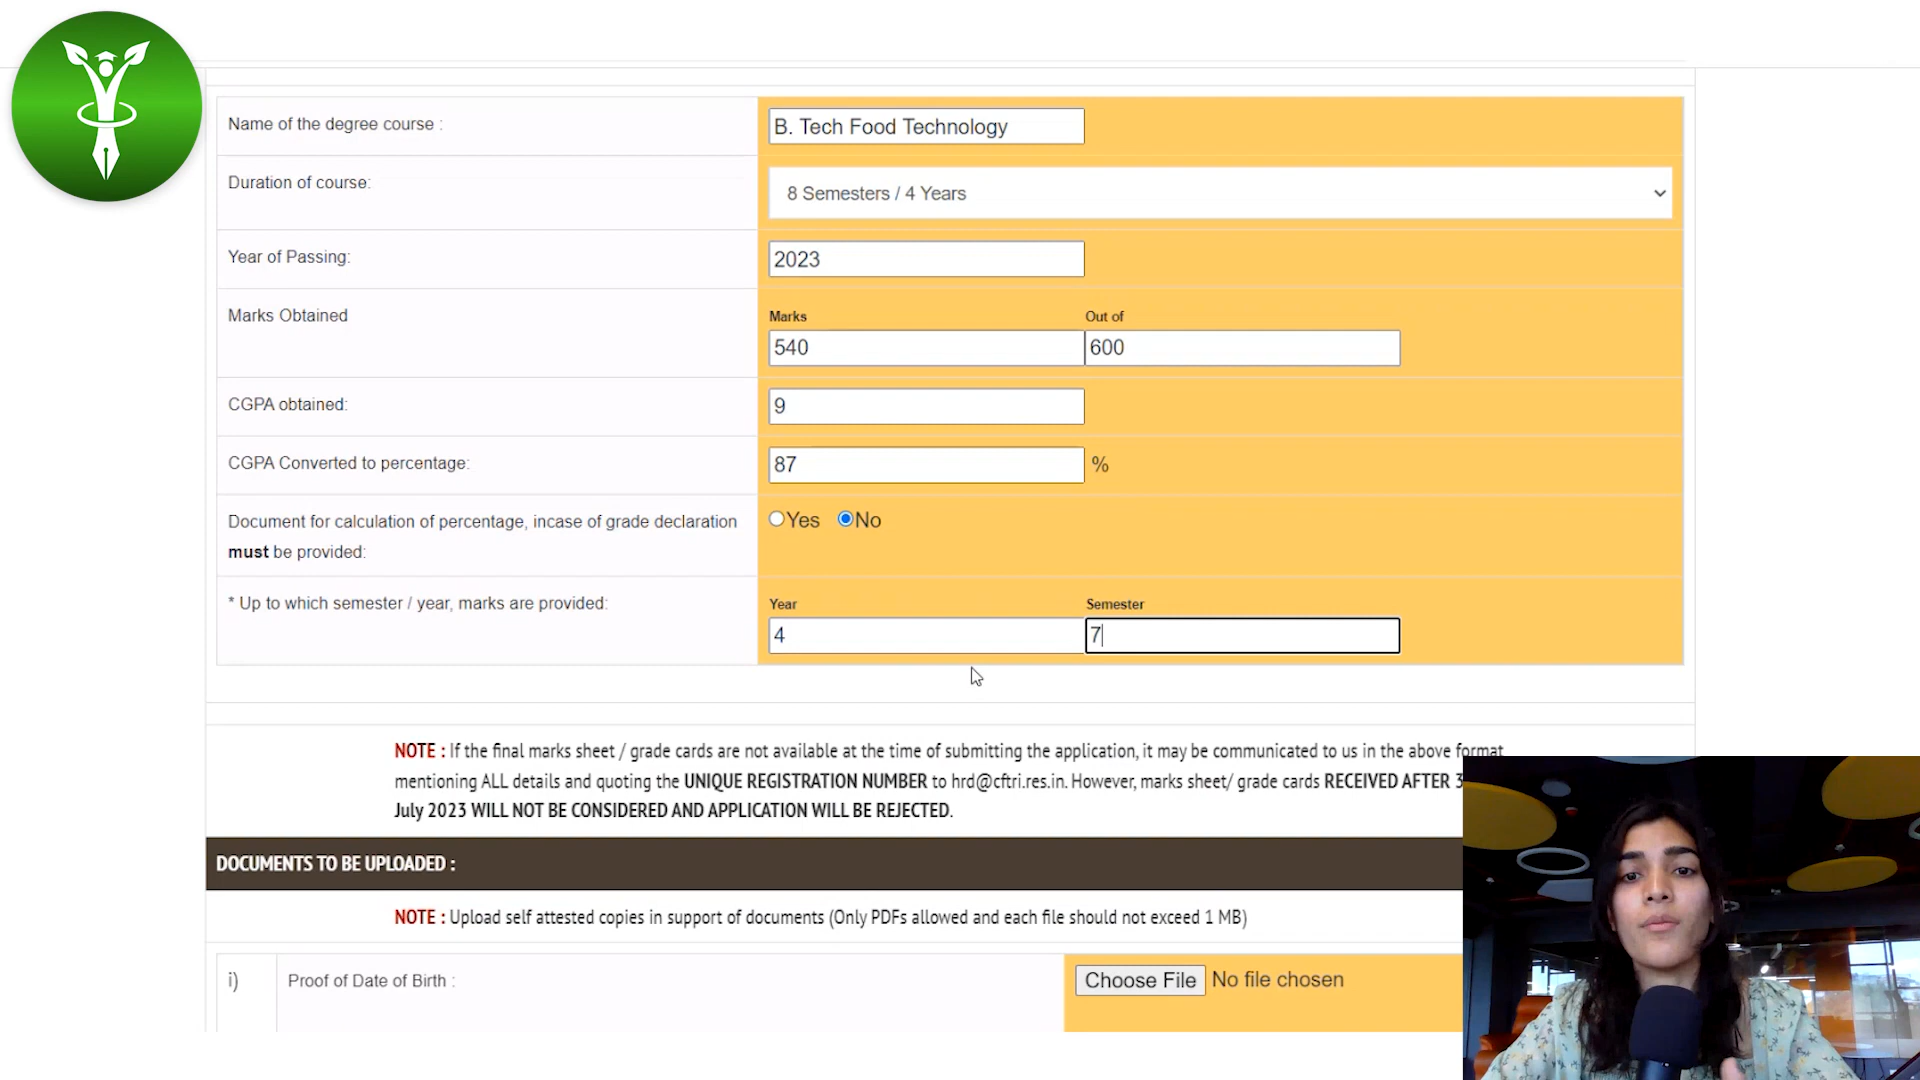 Name of the degree course :
B. Tech Food Technology
Duration of course:
8 Semesters / 4 Years
Year of Passing:
2023
Marks Obtained
Marks
Out of
540
600
CGPA obtained:
9
CGPA Converted to percentage:
87
%
Document for calculation of percentage, incase of grade declaration
must be provided:
Yes
No
* Up to which semester / year, marks are provided:
Year
Semester
4
7
NOTE : If the final marks sheet / grade cards are not available at the time of submitting the application, it may be communicated to us in the above format
mentioning ALL details and quoting the UNIQUE REGISTRATION NUMBER to hrd@cftri.res.in. However, marks sheet/ grade cards RECEIVED AFTER 3
July 2023 WILL NOT BE CONSIDERED AND APPLICATION WILL BE REJECTED.
DOCUMENTS TO BE UPLOADED :
NOTE : Upload self attested copies in support of documents (Only PDFs allowed and each file should not exceed 1 MB)
i)
Proof of Date of Birth :
Choose File
No file chosen